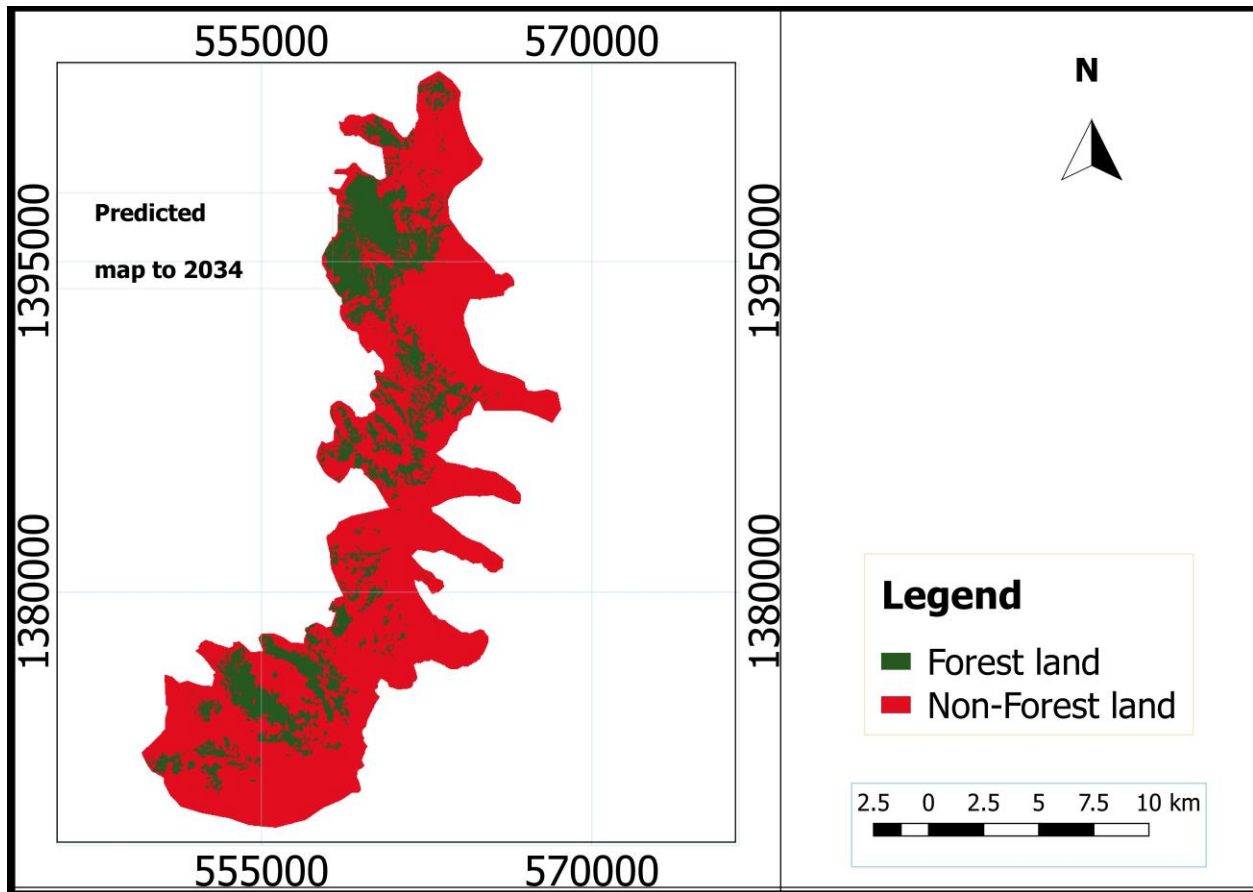 555000 570000
N
Predicted
map to 2034
1395000 1395000
1380000 1380000
Legend
Forest land
Non-Forest land
2.5 0 2.5 5 7.5 10 km
555000 570000